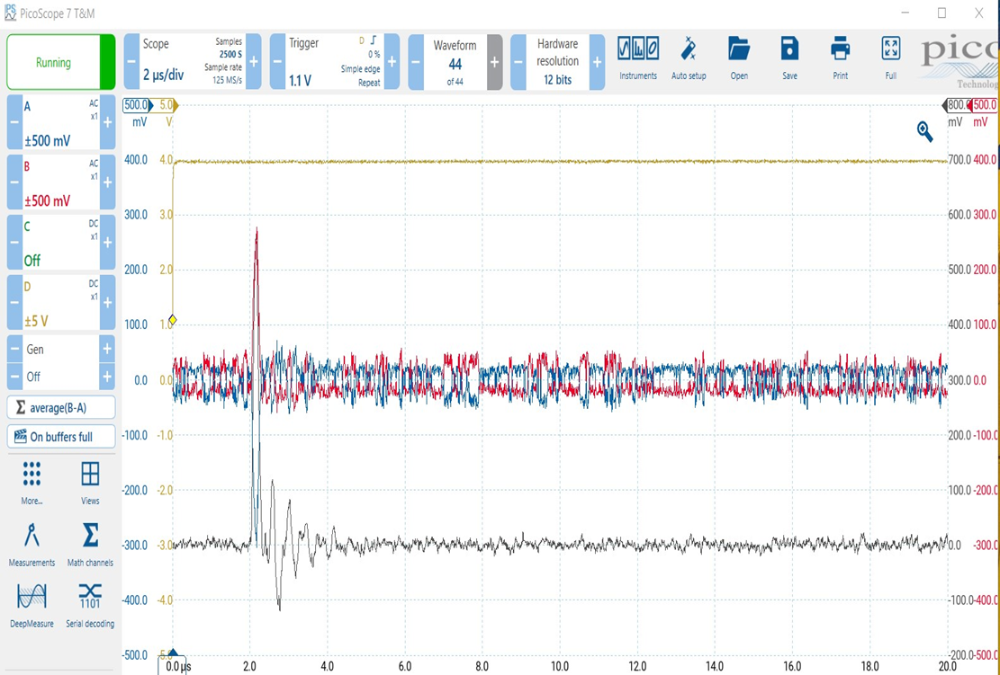 PicoScope 7 T&M
Running
Scope
2 µs/div
Samples
2500 S
Sample rate
125 MS/s
Trigger
1.1 V
D
0 %
Simple edge
Repeat
Waveform
44
of 44
Hardware
resolution
12 bits
Instruments
Auto setup
Open
Save
Print
Full
pico
Technolog
A
AC
x1
±500 mV
B
AC
x1
±500 mV
C
DC
x1
Off
D
DC
x1
±5 V
Gen
Off
Σ average(B-A)
On buffers full
More...
Views
Measurements
Math channels
DeepMeasure
1101
Serial decoding
500.0
mV
400.0
300.0
200.0
100.0
0.0
-100.0
-200.0
-300.0
-400.0
-500.0
5.0
V
4.0
3.0
2.0
1.0
0.0
-1.0
-2.0
-3.0
-4.0
-5.0
800.0
mV
700.0
600.0
500.0
400.0
300.0
200.0
100.0
0.0
-100.0
-200.0
500.0
mV
400.0
300.0
200.0
100.0
0.0
-100.0
-200.0
-300.0
-400.0
-500.0
0.0 µs
2.0
4.0
6.0
8.0
10.0
12.0
14.0
16.0
18.0
20.0